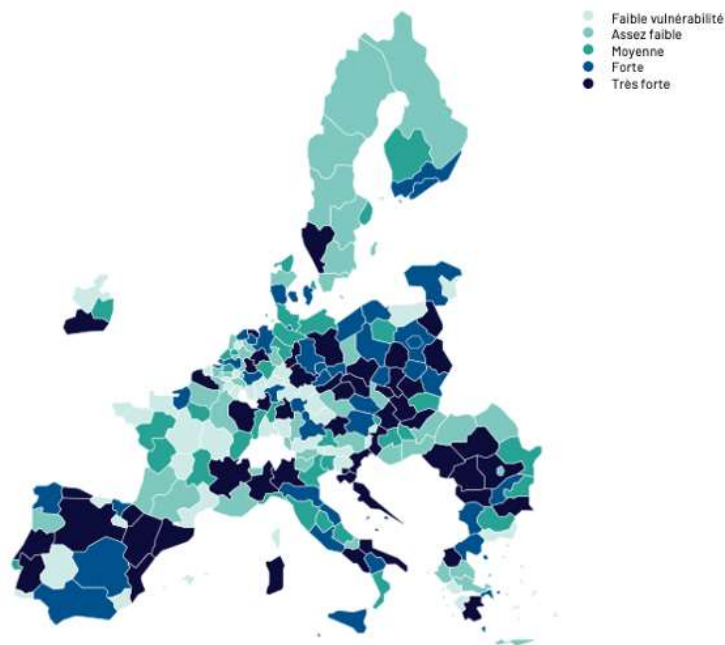 Faible vulnérabilité
Assez faible
Moyenne
Forte
Très forte